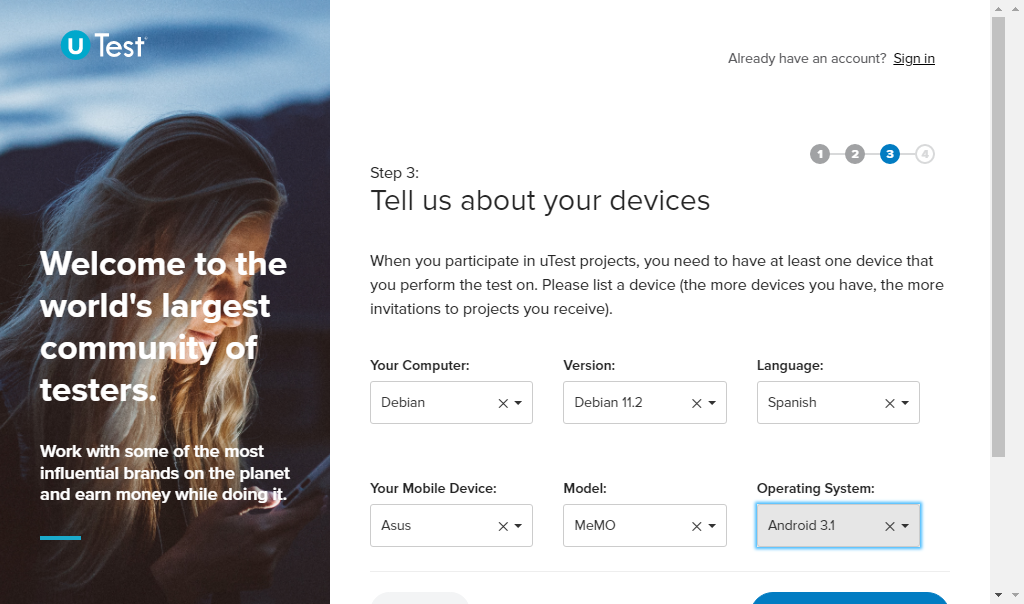 U Test
Already have an account? Sign in
1 2 3 4
Step 3:
Tell us about your devices
Welcome to the
world's largest
community of
testers.
Work with some of the most
influential brands on the planet
and earn money while doing it.
When you participate in uTest projects, you need to have at least one device that
you perform the test on. Please list a device (the more devices you have, the more
invitations to projects you receive).
Your Computer: Version: Language:
Debian Debian 11.2 Spanish
Your Mobile Device: Model: Operating System:
Asus MeMO Android 3.1